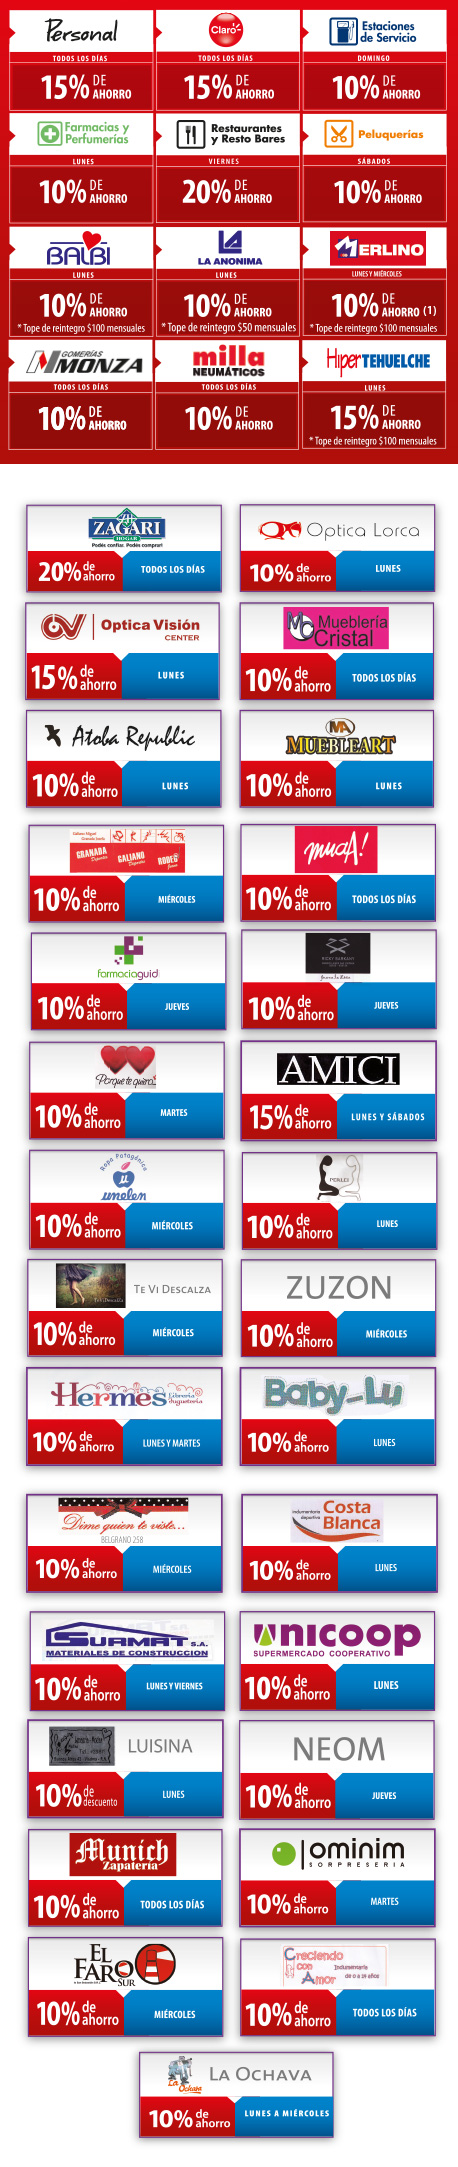 Personal
TODOS LOS DÍAS
15% DE AHORRO
Claro
TODOS LOS DÍAS
15% DE AHORRO
Estaciones
de Servicio
DOMINGO
10% DE AHORRO
Farmacias y
Perfumerías
LUNES
10% DE AHORRO
Restaurantes
y Resto Bares
VIERNES
20% DE AHORRO
Peluquerías
SÁBADOS
10% DE AHORRO
BALBI
LUNES
10% DE AHORRO
* Tope de reintegro $100 mensuales
LA ANONIMA
LUNES
10% DE AHORRO
* Tope de reintegro $50 mensuales
MERLINO
LUNES Y MIÉRCOLES
10% DE AHORRO (1)
* Tope de reintegro $100 mensuales
GOMERÍAS
MONZA
TODOS LOS DÍAS
10% DE AHORRO
milla
NEUMÁTICOS
TODOS LOS DÍAS
10% DE AHORRO
HiperTEHUELCHE
LUNES
15% DE AHORRO
* Tope de reintegro $100 mensuales
ZAGARI
HOGAR
Podés confiar. Podés comprar!
20% de ahorro
TODOS LOS DÍAS
Optica Lorca
10% de ahorro
LUNES
Optica Visión
CENTER
15% de ahorro
LUNES
MC Mueblería
Cristal
10% de ahorro
TODOS LOS DÍAS
Atoba Republic
10% de ahorro
LUNES
MA
MUEBLEART
10% de ahorro
LUNES
GRANADA
Deportes
GALIANO
Deportes
RODEO
10% de ahorro
MIÉRCOLES
muaA!
10% de ahorro
TODOS LOS DÍAS
farmaciaguid
10% de ahorro
JUEVES
RICKY SARKANY
10% de ahorro
JUEVES
Porque te quiero...
10% de ahorro
MARTES
AMICI
15% de ahorro
LUNES Y SÁBADOS
Ropa Patagónica
umelen
10% de ahorro
MIÉRCOLES
10% de ahorro
LUNES
TE VI DESCALZA
10% de ahorro
MIÉRCOLES
ZUZON
10% de ahorro
MIÉRCOLES
Hermes
librería
juguetería
10% de ahorro
LUNES Y MARTES
Baby-Lu
10% de ahorro
LUNES
Dime quien te viste...
BELGRANO 258
10% de ahorro
MIÉRCOLES
indumentaria
deportiva
Costa
Blanca
10% de ahorro
LUNES
GURMAT S.A.
MATERIALES DE CONSTRUCCION
10% de ahorro
LUNES Y VIERNES
unicoop
SUPERMERCADO COOPERATIVO
10% de ahorro
LUNES
LUISINA
10% de descuento
LUNES
NEOM
10% de ahorro
JUEVES
Munich
Zapatería
10% de ahorro
TODOS LOS DÍAS
ominim
SORPRESERIA
10% de ahorro
MARTES
EL
FARO
SUR
10% de ahorro
MIÉRCOLES
Creciendo
con
Amor
Indumentaria
de 0 a 14 años
10% de ahorro
TODOS LOS DÍAS
La Ochava
LA OCHAVA
10% de ahorro
LUNES A MIÉRCOLES